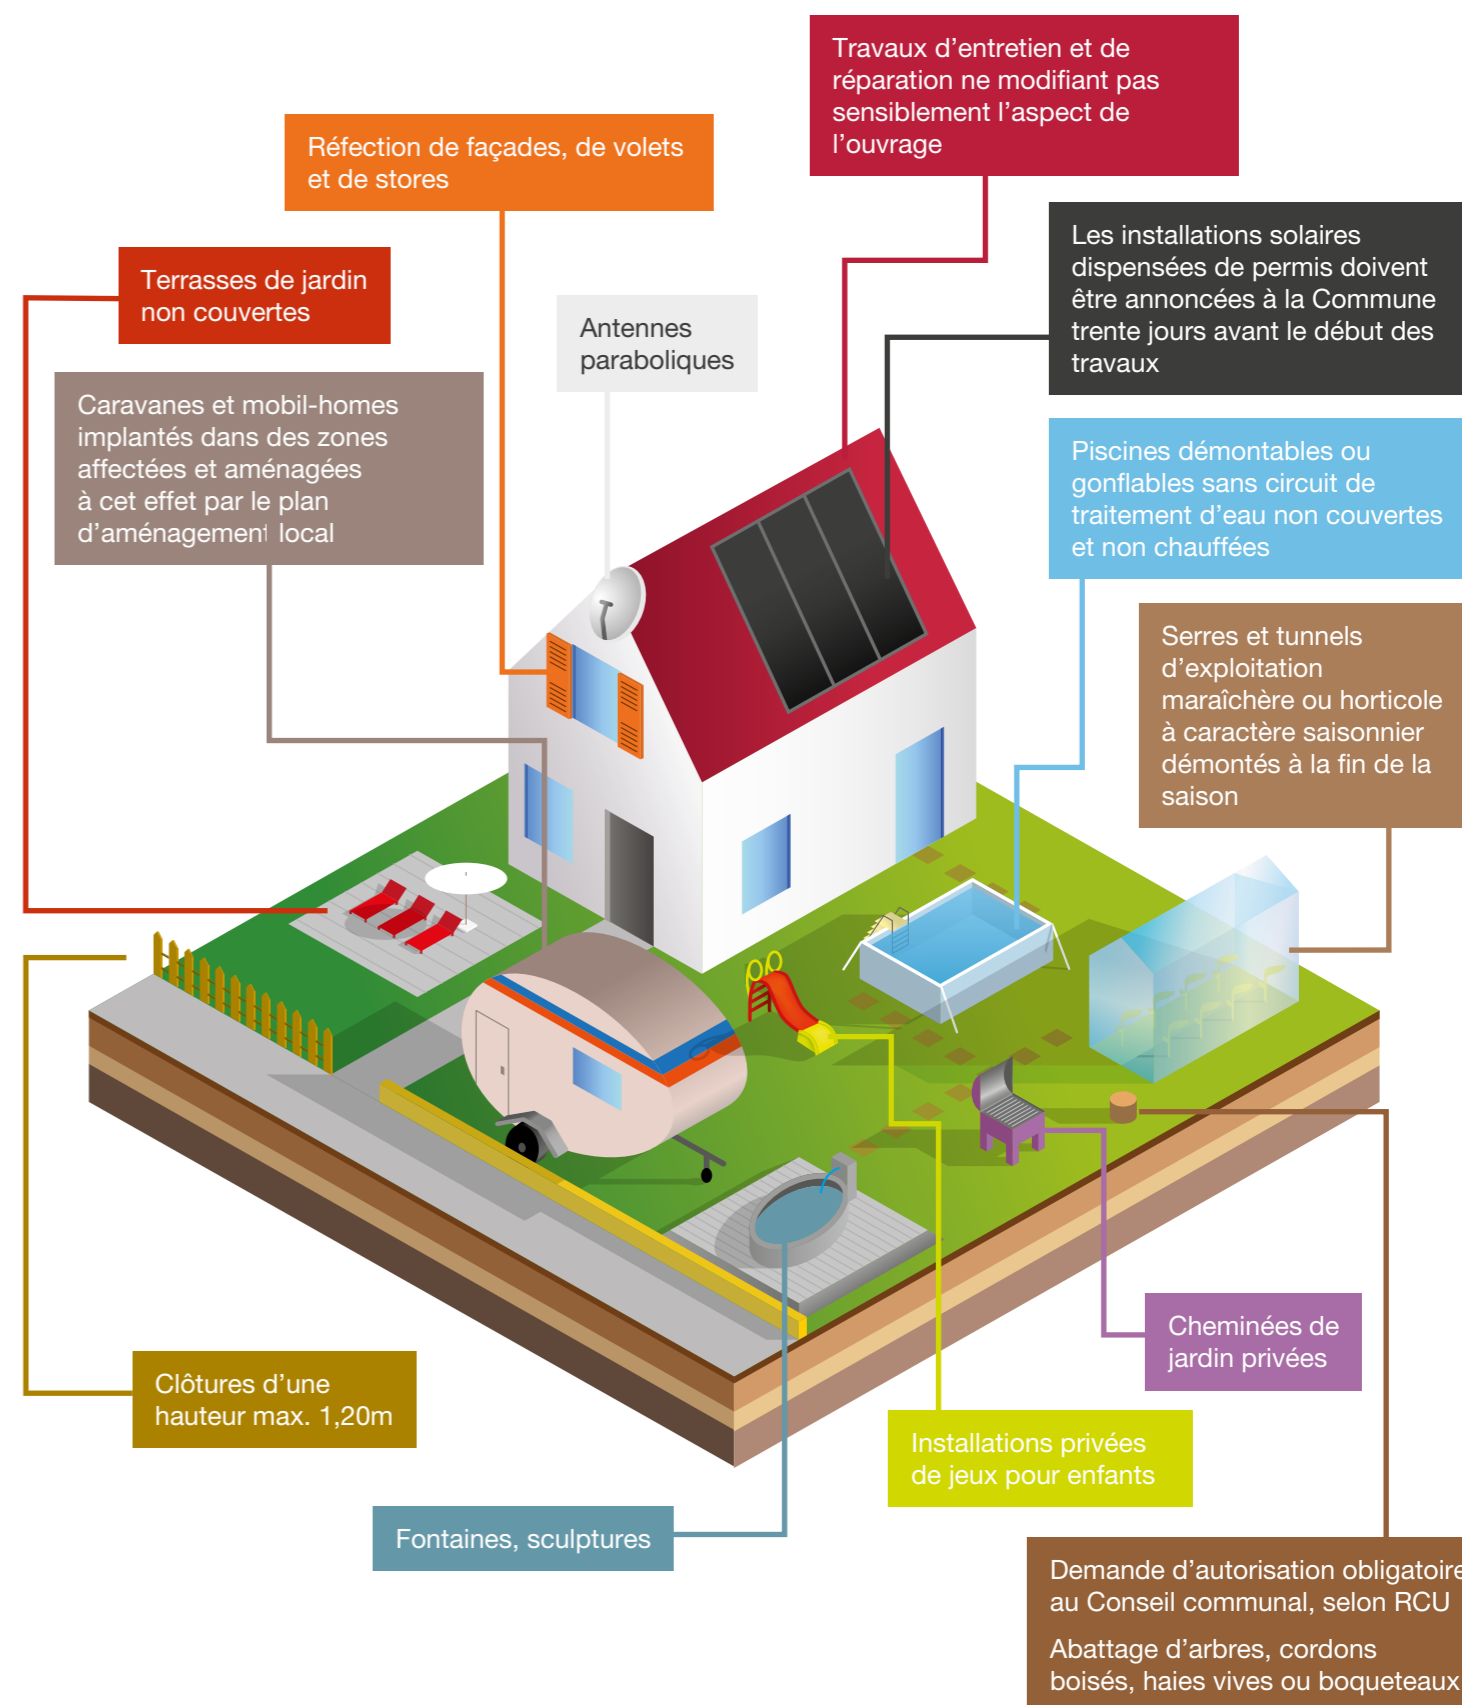 Travaux d’entretien et de
réparation ne modifiant pas
sensiblement l’aspect de
l’ouvrage
Réfection de façades, de volets
et de stores
Les installations solaires
dispensées de permis doivent
être annoncées à la Commune
trente jours avant le début des
travaux
Terrasses de jardin
non couvertes
Antennes
paraboliques
Caravanes et mobil-homes
implantés dans des zones
affectées et aménagées
à cet effet par le plan
d’aménagement local
Piscines démontables ou
gonflables sans circuit de
traitement d’eau non couvertes
et non chauffées
Serres et tunnels
d’exploitation
maraîchère ou horticole
à caractère saisonnier
démontés à la fin de la
saison
Cheminées de
jardin privées
Clôtures d’une
hauteur max. 1,20m
Installations privées
de jeux pour enfants
Fontaines, sculptures
Demande d’autorisation obligatoire
au Conseil communal, selon RCU
Abattage d’arbres, cordons
boisés, haies vives ou boqueteaux